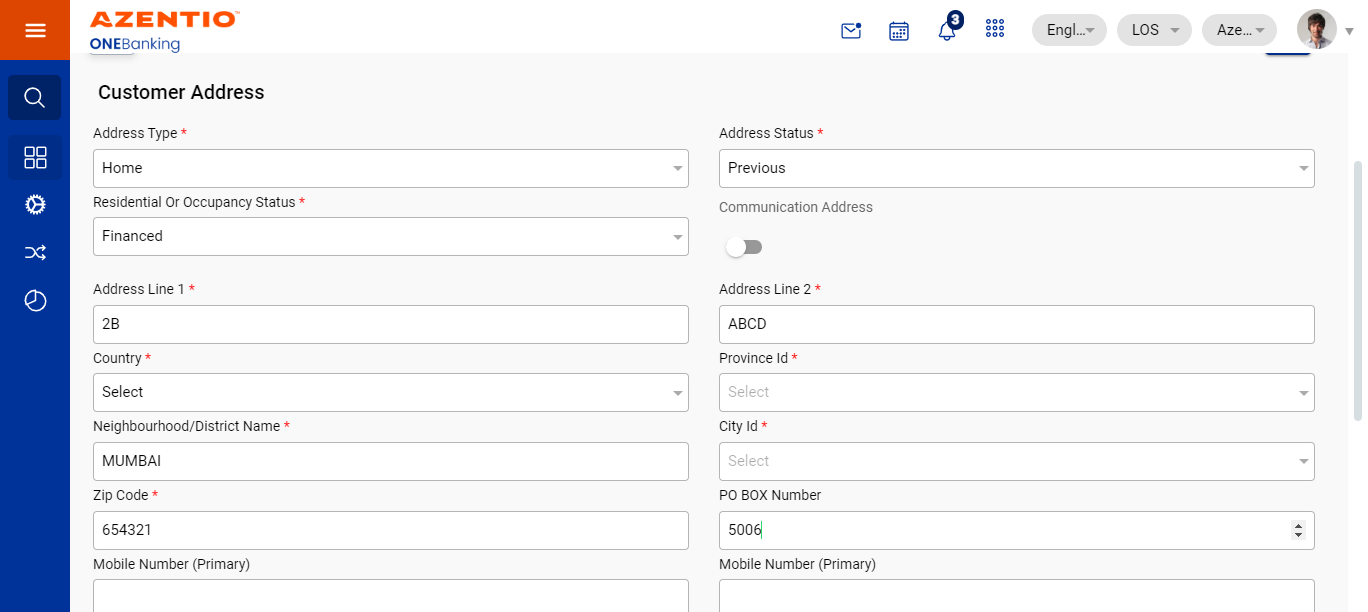 AZENTIO™
ONEBanking
3
Engl...
LOS
Aze...
Customer Address
Address Type *
Address Status *
Home
Previous
Residential Or Occupancy Status *
Communication Address
Financed
Address Line 1 *
Address Line 2 *
2B
ABCD
Country *
Province Id *
Select
Select
Neighbourhood/District Name *
City Id *
MUMBAI
Select
Zip Code *
PO BOX Number
654321
5006
Mobile Number (Primary)
Mobile Number (Primary)